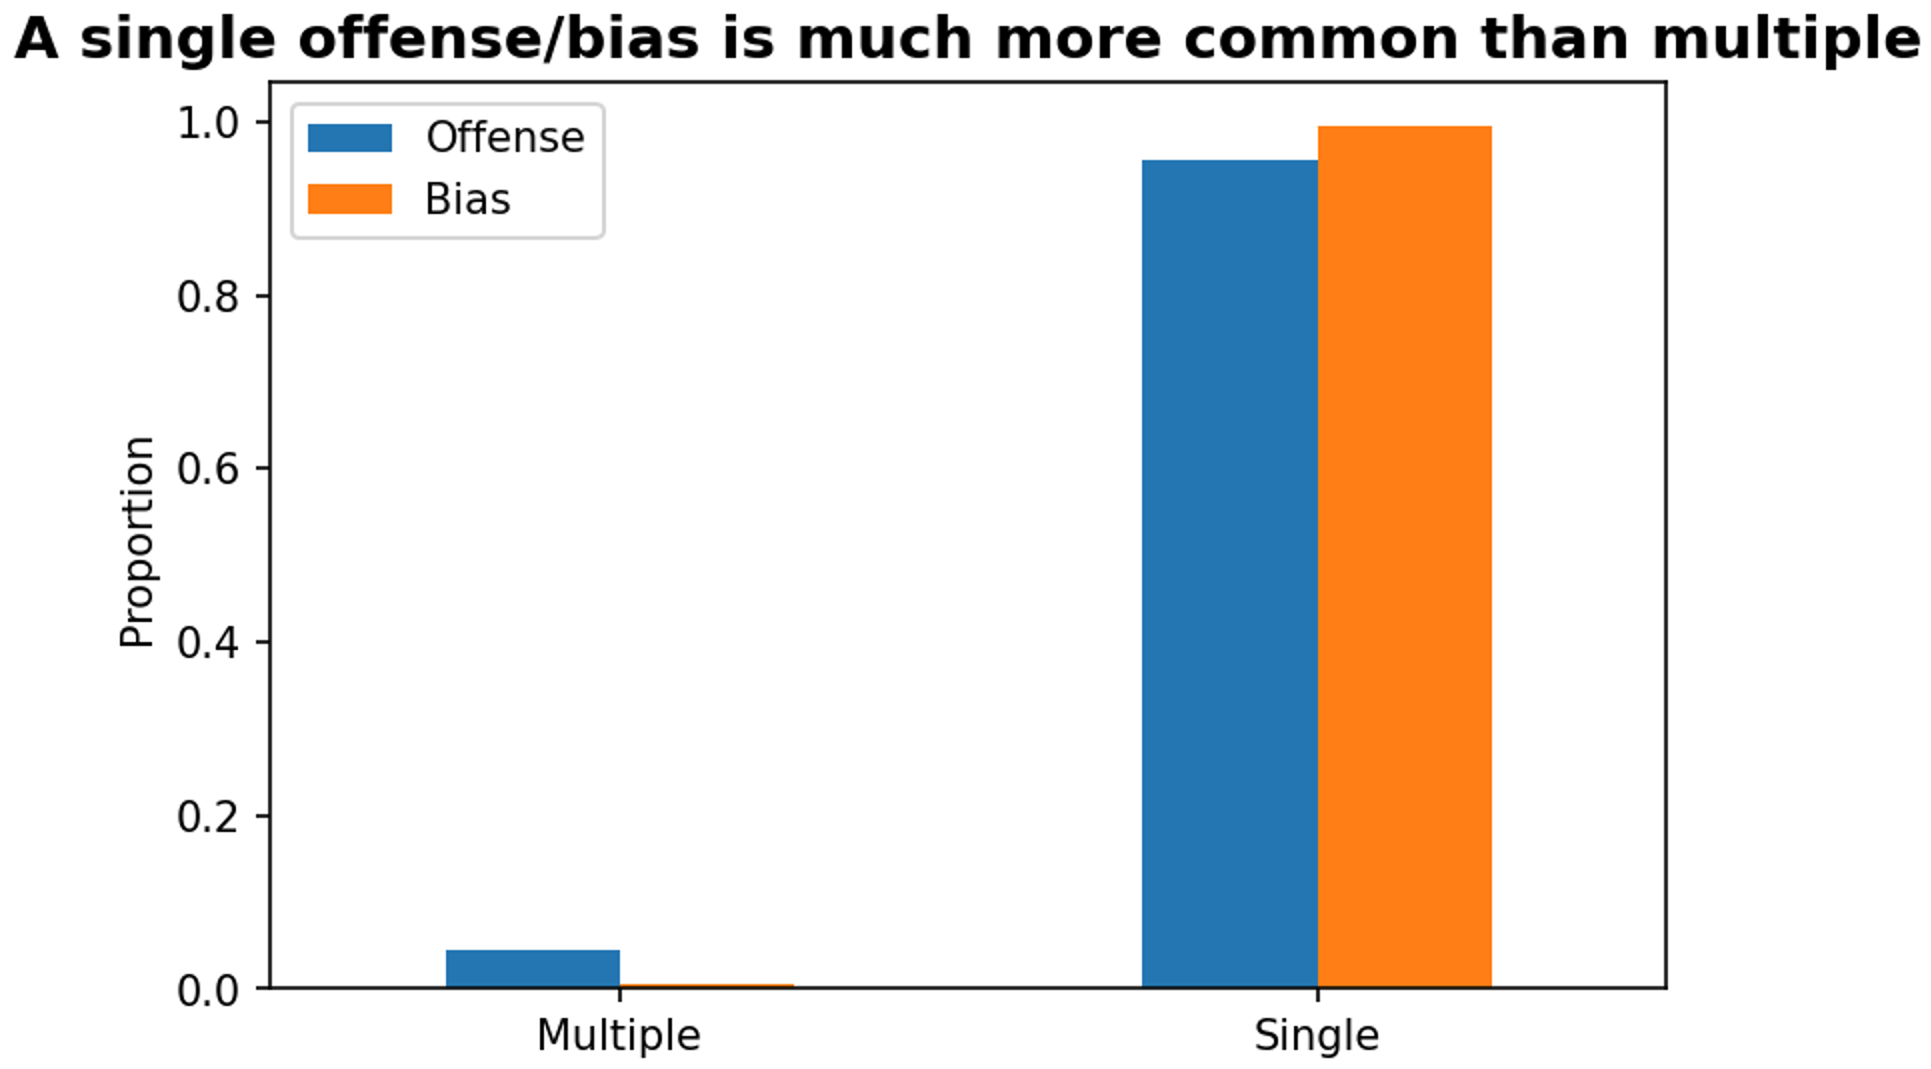 A single offense/bias is much more common than multiple
Offense
Bias
1.0
0.8
0.6
0.4
0.2
0.0
Proportion
Multiple
Single